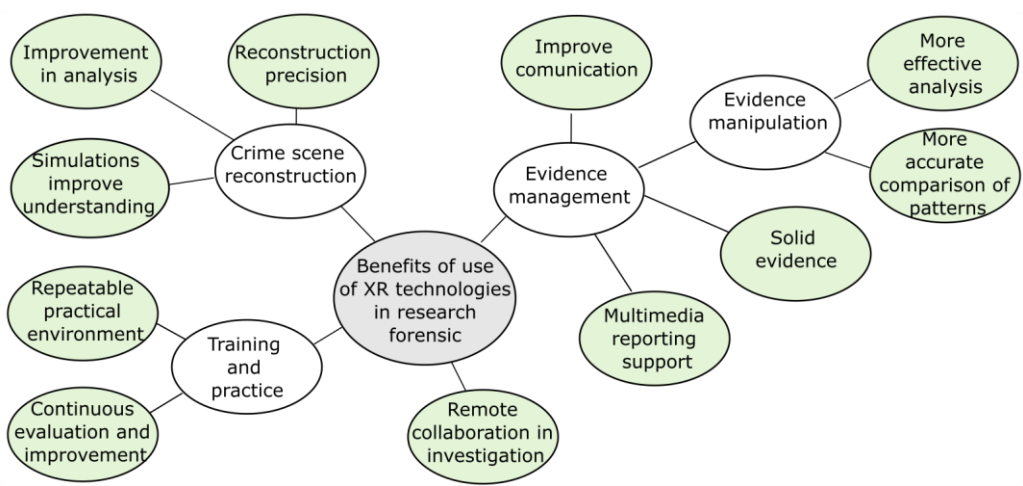 Improvement
in analysis
Reconstruction
precision
Improve
comunication
More
effective
analysis
Evidence
manipulation
Crime scene
reconstruction
Simulations
improve
understanding
Evidence
management
More
accurate
comparison of
patterns
Solid
evidence
Benefits of use
of XR technologies
in research
forensic
Repeatable
practical
environment
Training
and
practice
Multimedia
reporting
support
Continuous
evaluation and
improvement
Remote
collaboration in
investigation